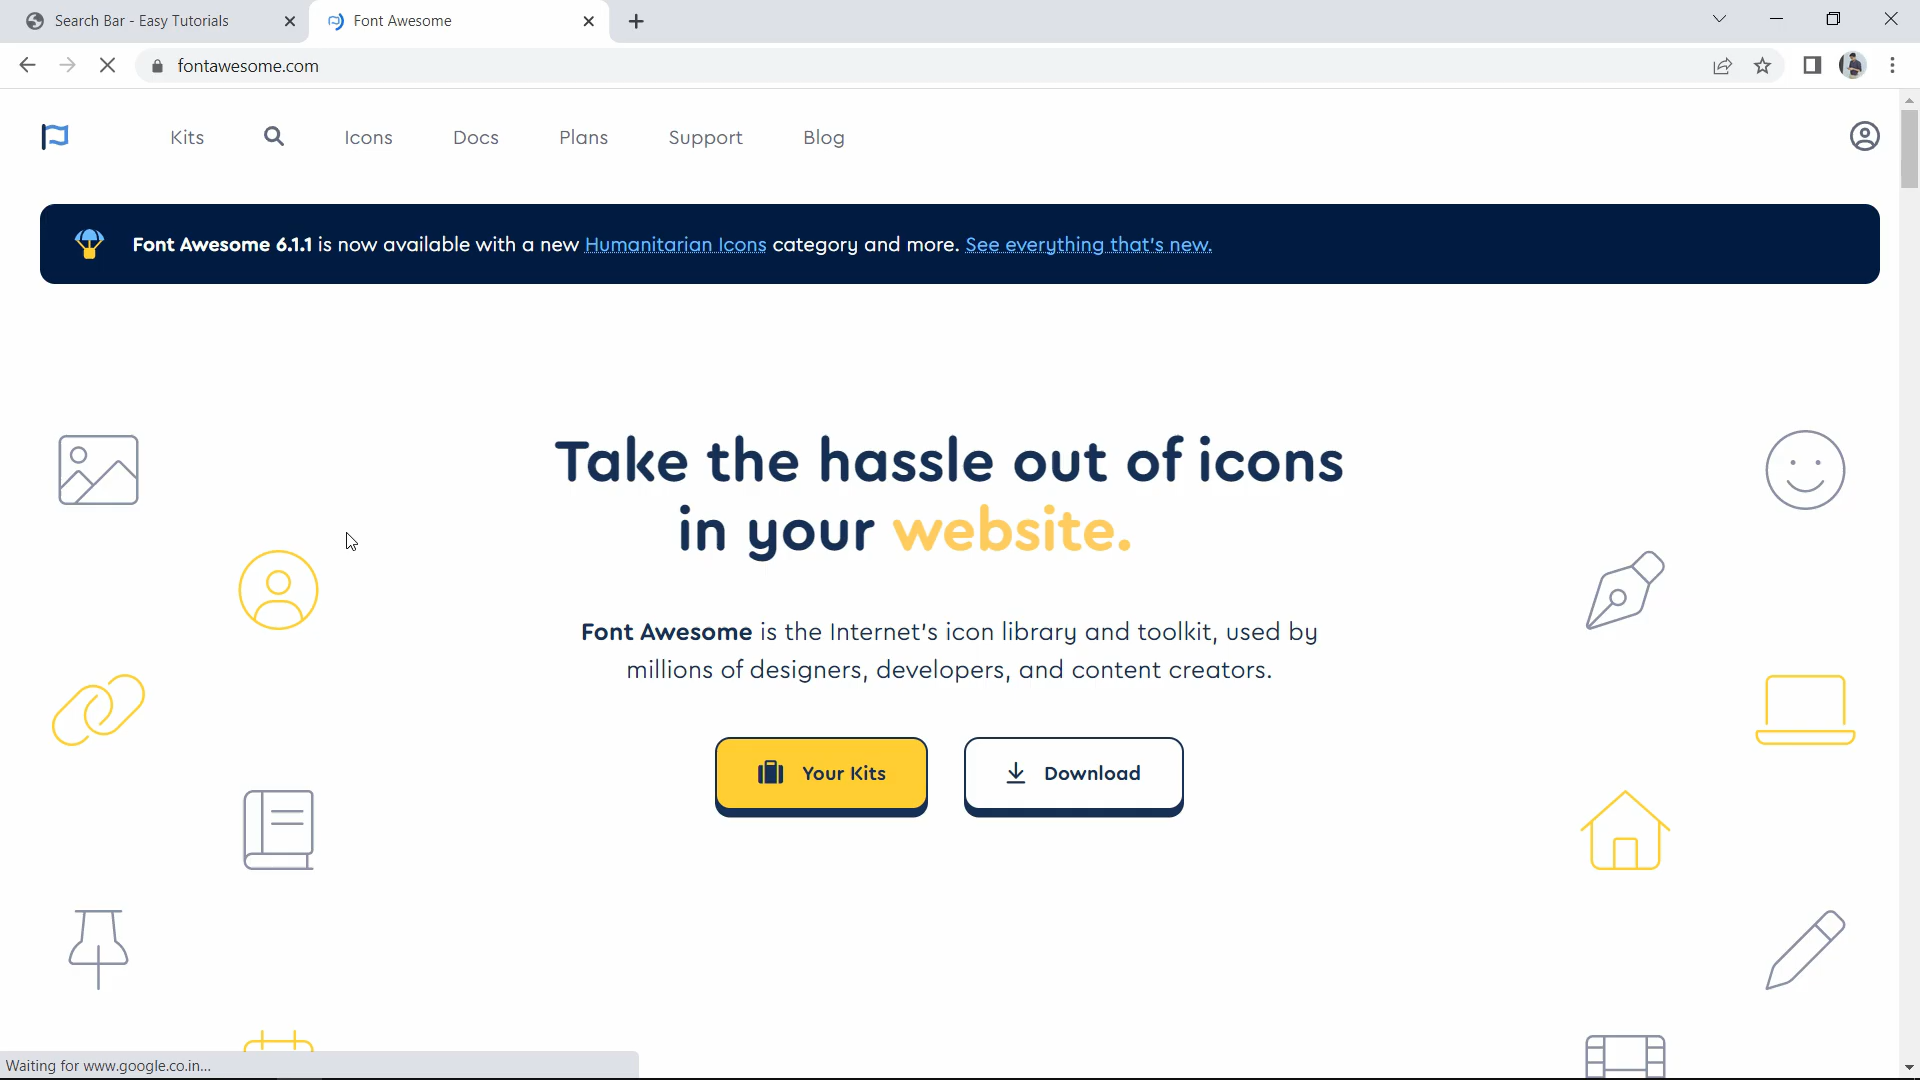 Search Bar - Easy Tutorials
Font Awesome
fontawesome.com
Kits
Icons
Docs
Plans
Support
Blog
Font Awesome 6.1.1 is now available with a new Humanitarian Icons category and more. See everything that's new.
Take the hassle out of icons
in your website.
Font Awesome is the Internet's icon library and toolkit, used by
millions of designers, developers, and content creators.
Your Kits
Download
Waiting for www.google.co.in...